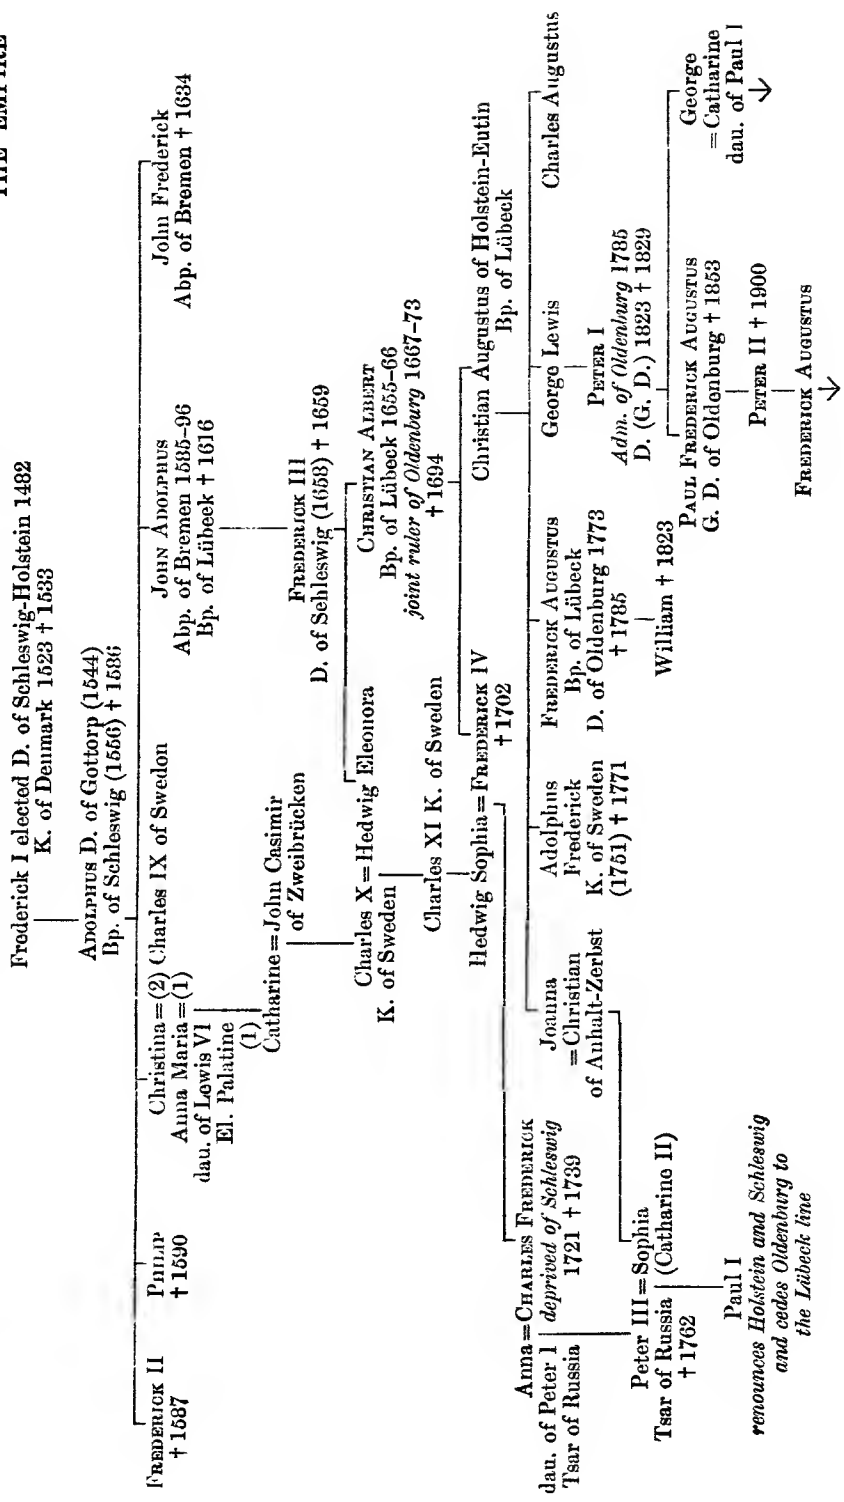 THE EMPIRE
Frederick I elected D. of Schleswig-Holstein 1482
K. of Denmark 1523 † 1533
ADOLPHUS D. of Gottorp (1544)
Bp. of Schleswig (1556) † 1586
FREDERICK II
† 1587
PHILIP
† 1590
Christina = (2) Charles IX of Sweden
Anna Maria = (1)
dau. of Lewis VI
El. Palatine
(1)
JOHN ADOLPHUS
Abp. of Bremen 1585–96
Bp. of Lübeck † 1616
John Frederick
Abp. of Bremen † 1634
Catharine = John Casimir
of Zweibrücken
FREDERICK III
D. of Schleswig (1658) † 1659
Charles X = Hedwig Eleonora
K. of Sweden
CHRISTIAN ALBERT
Bp. of Lübeck 1655–66
joint ruler of Oldenburg 1667–73
† 1694
Charles XI K. of Sweden
Hedwig Sophia = FREDERICK IV
† 1702
Christian Augustus of Holstein-Eutin
Bp. of Lübeck
Anna = CHARLES FREDERICK
dau. of Peter I
Tsar of Russia
deprived of Schleswig
1721 † 1739
Joanna
= Christian
of Anhalt-Zerbst
Adolphus
Frederick
K. of Sweden
(1751) † 1771
FREDERICK AUGUSTUS
Bp. of Lübeck
D. of Oldenburg 1773
† 1785
George Lewis
Charles Augustus
Peter III = Sophia
Tsar of Russia
† 1762
(Catharine II)
William † 1823
PETER I
Adm. of Oldenburg 1785
D. (G. D.) 1823 † 1829
Paul I
renounces Holstein and Schleswig
and cedes Oldenburg to
the Lübeck line
PAUL FREDERICK AUGUSTUS
G. D. of Oldenburg † 1853
George
= Catharine
dau. of Paul I
PETER II † 1900
FREDERICK AUGUSTUS